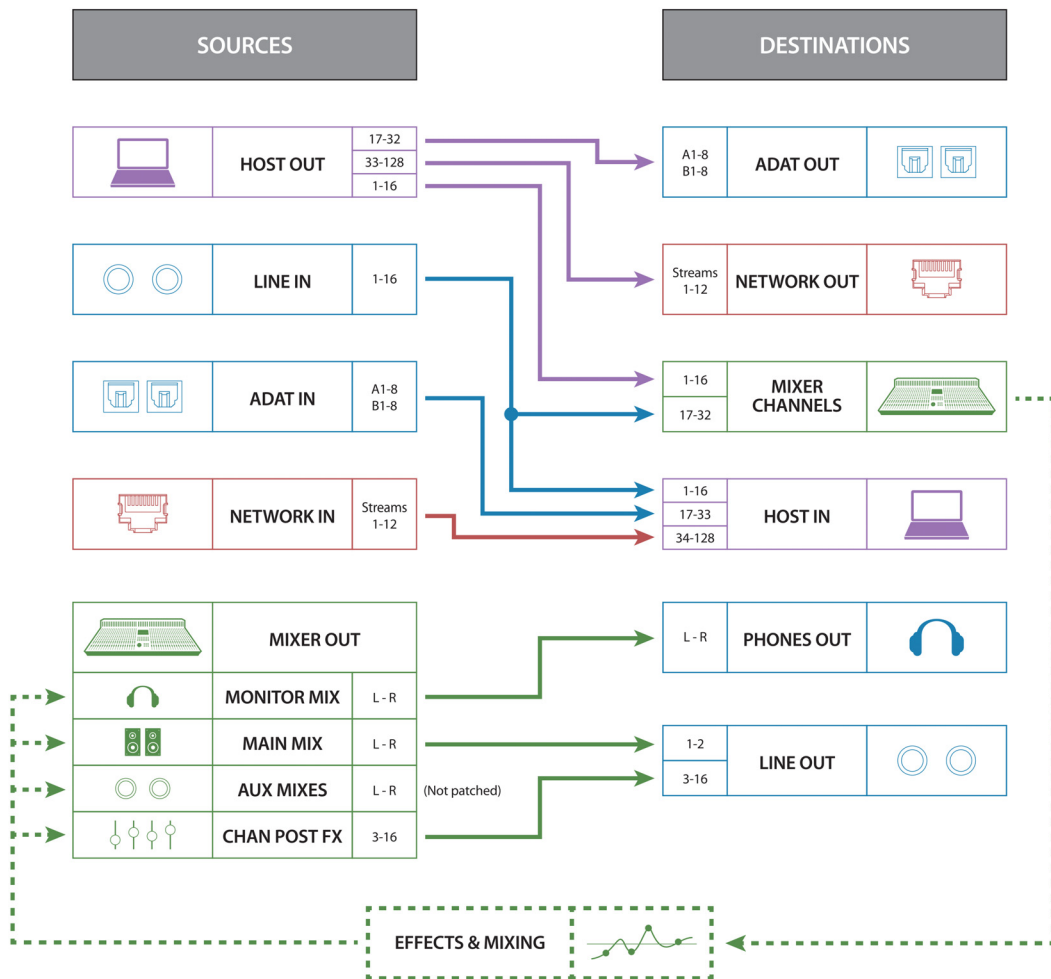 SOURCES
DESTINATIONS
HOST OUT
17-32
33-128
1-16
A1-8
B1-8
ADAT OUT
LINE IN
1-16
Streams
1-12
NETWORK OUT
ADAT IN
A1-8
B1-8
1-16
17-32
MIXER
CHANNELS
NETWORK IN
Streams
1-12
1-16
17-33
34-128
HOST IN
MIXER OUT
L - R
PHONES OUT
MONITOR MIX
L - R
MAIN MIX
L - R
1-2
3-16
LINE OUT
AUX MIXES
L - R
(Not patched)
CHAN POST FX
3-16
EFFECTS & MIXING